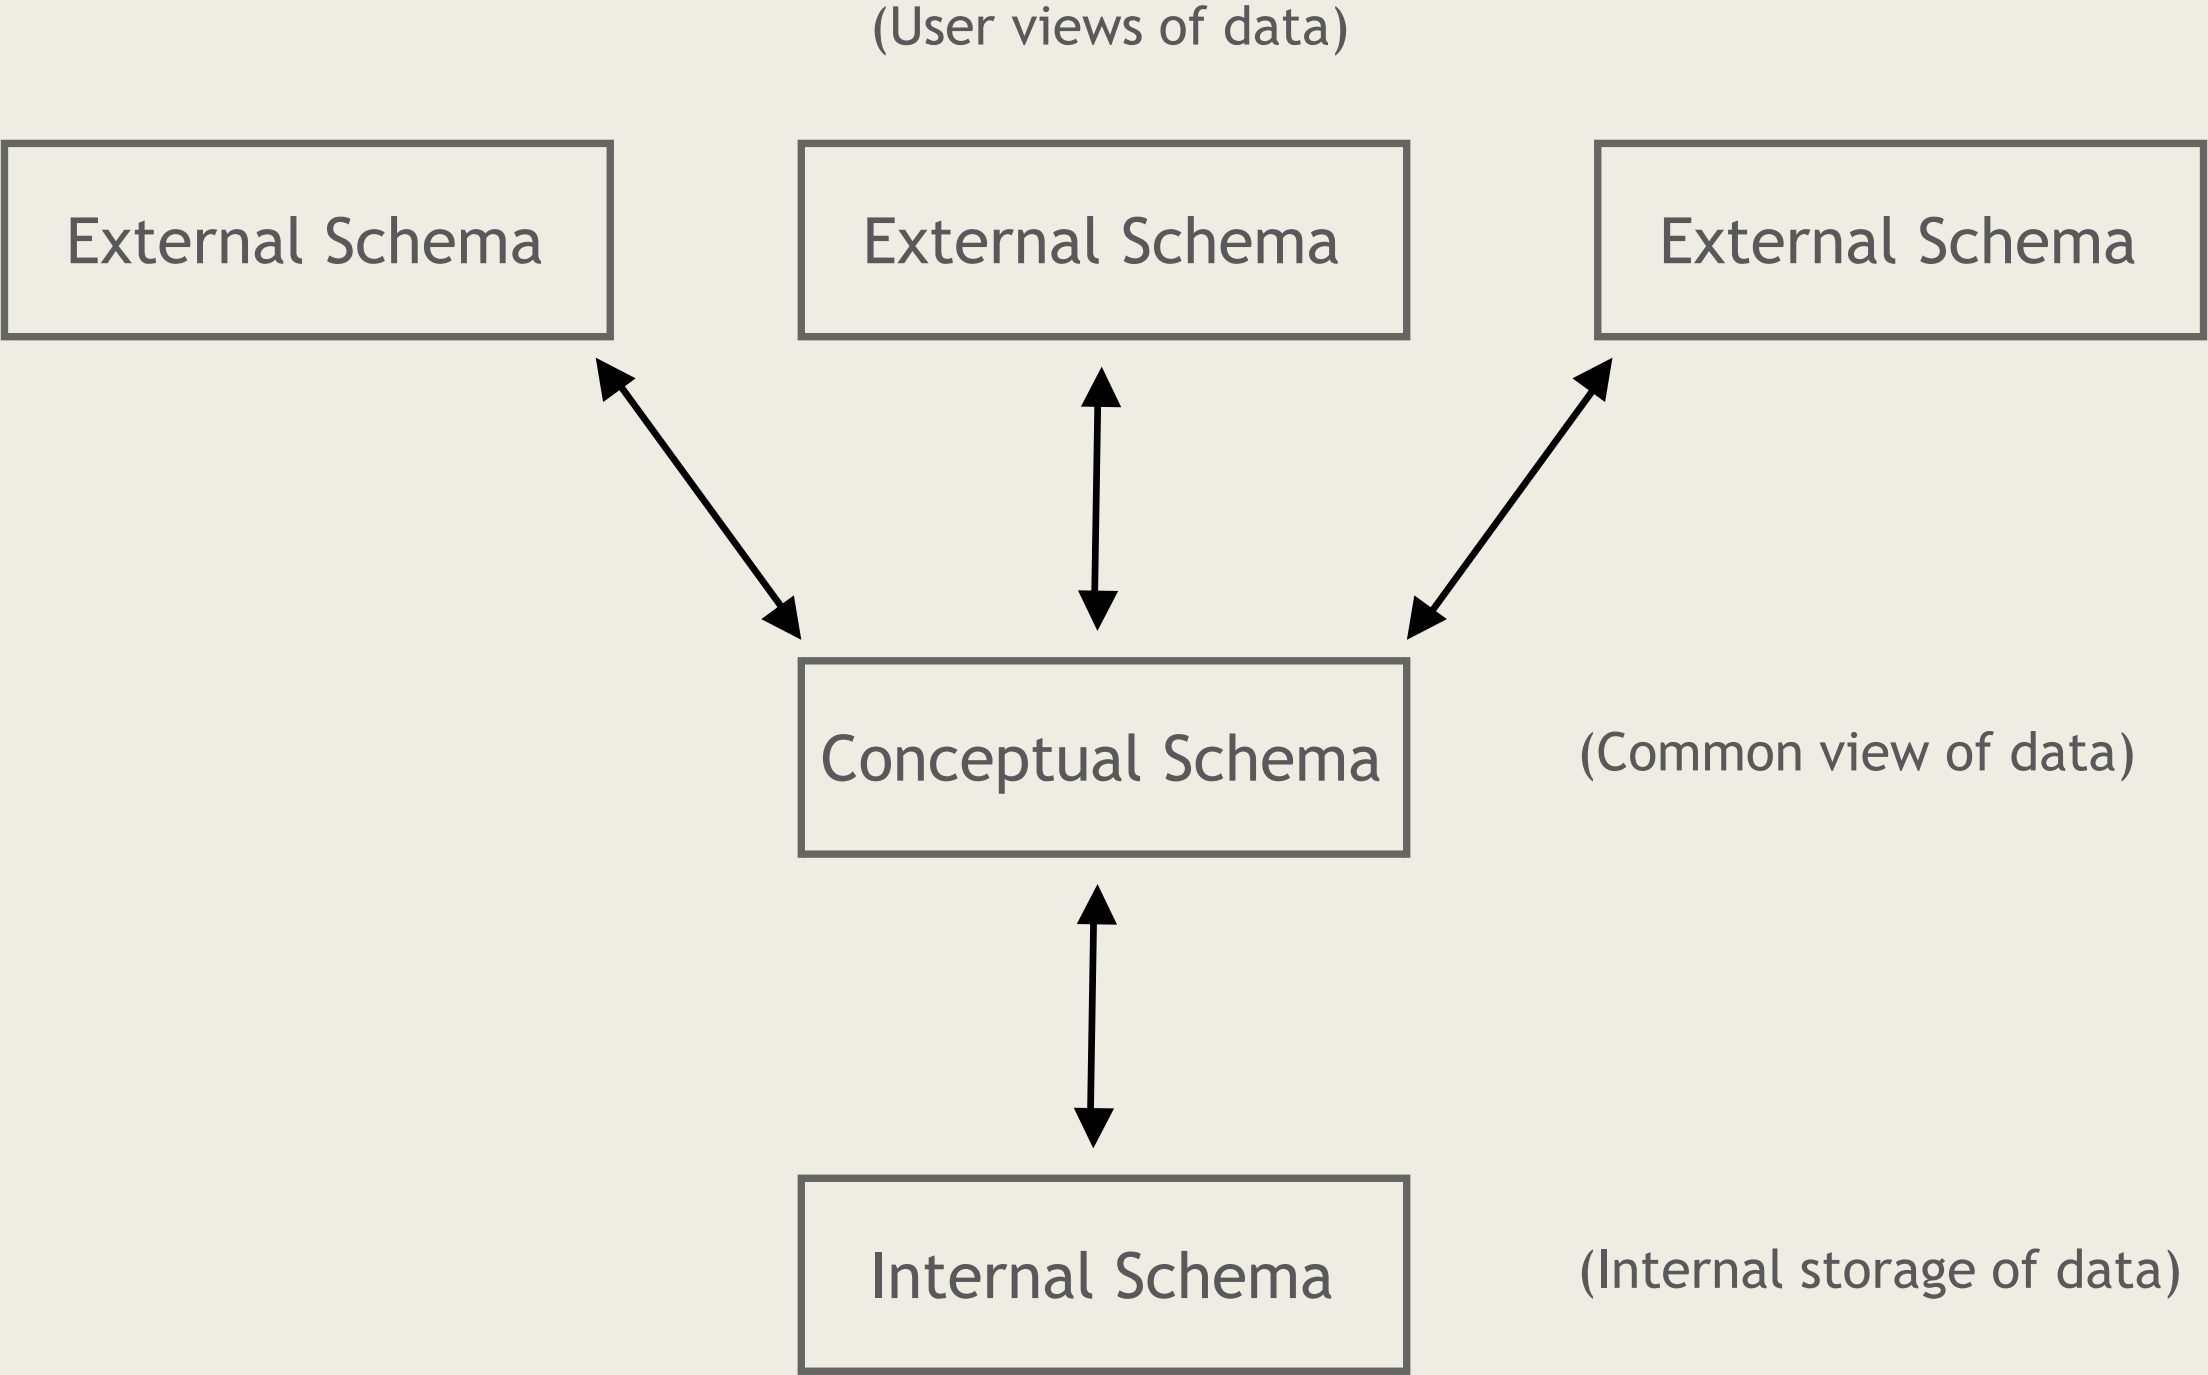 (User views of data)
External Schema
External Schema
External Schema
Conceptual Schema
(Common view of data)
Internal Schema
(Internal storage of data)